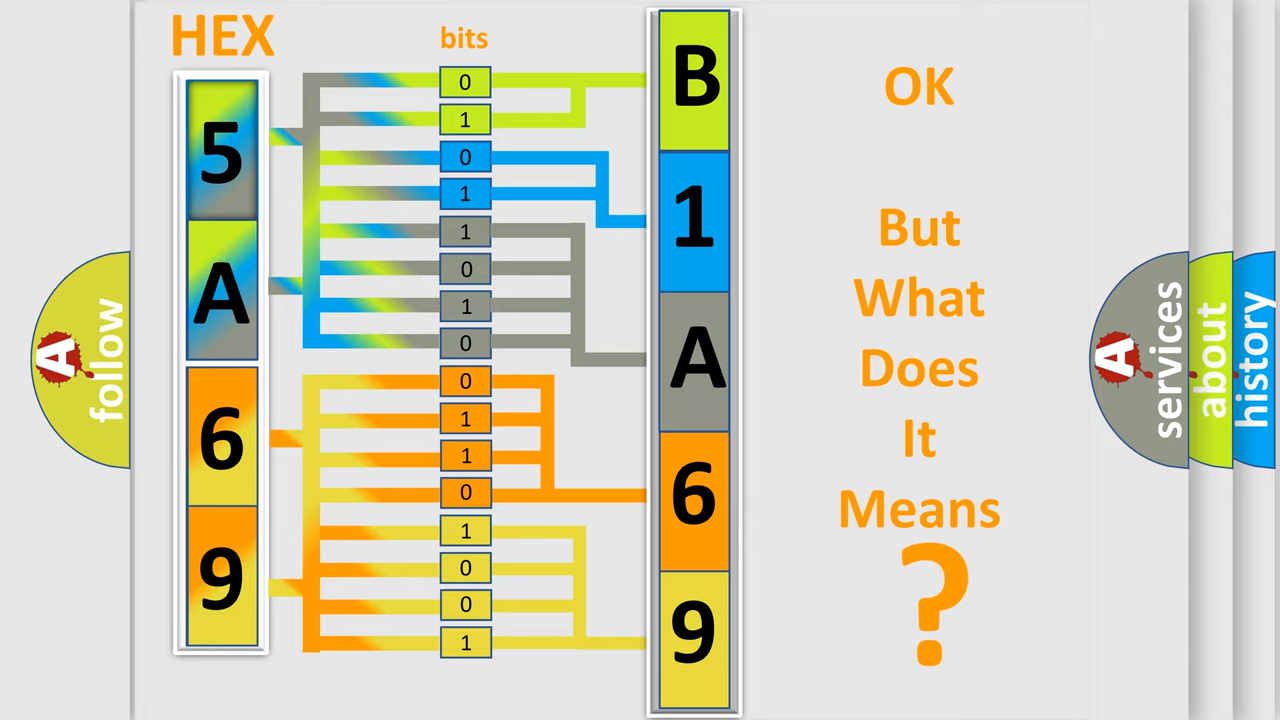 HEX
bits
5
A
6
9
0
1
0
1
1
0
1
0
0
1
1
0
1
0
0
1
B
1
A
6
9
OK
But
What
Does
It
Means
?
A
follow
A
services
about
history